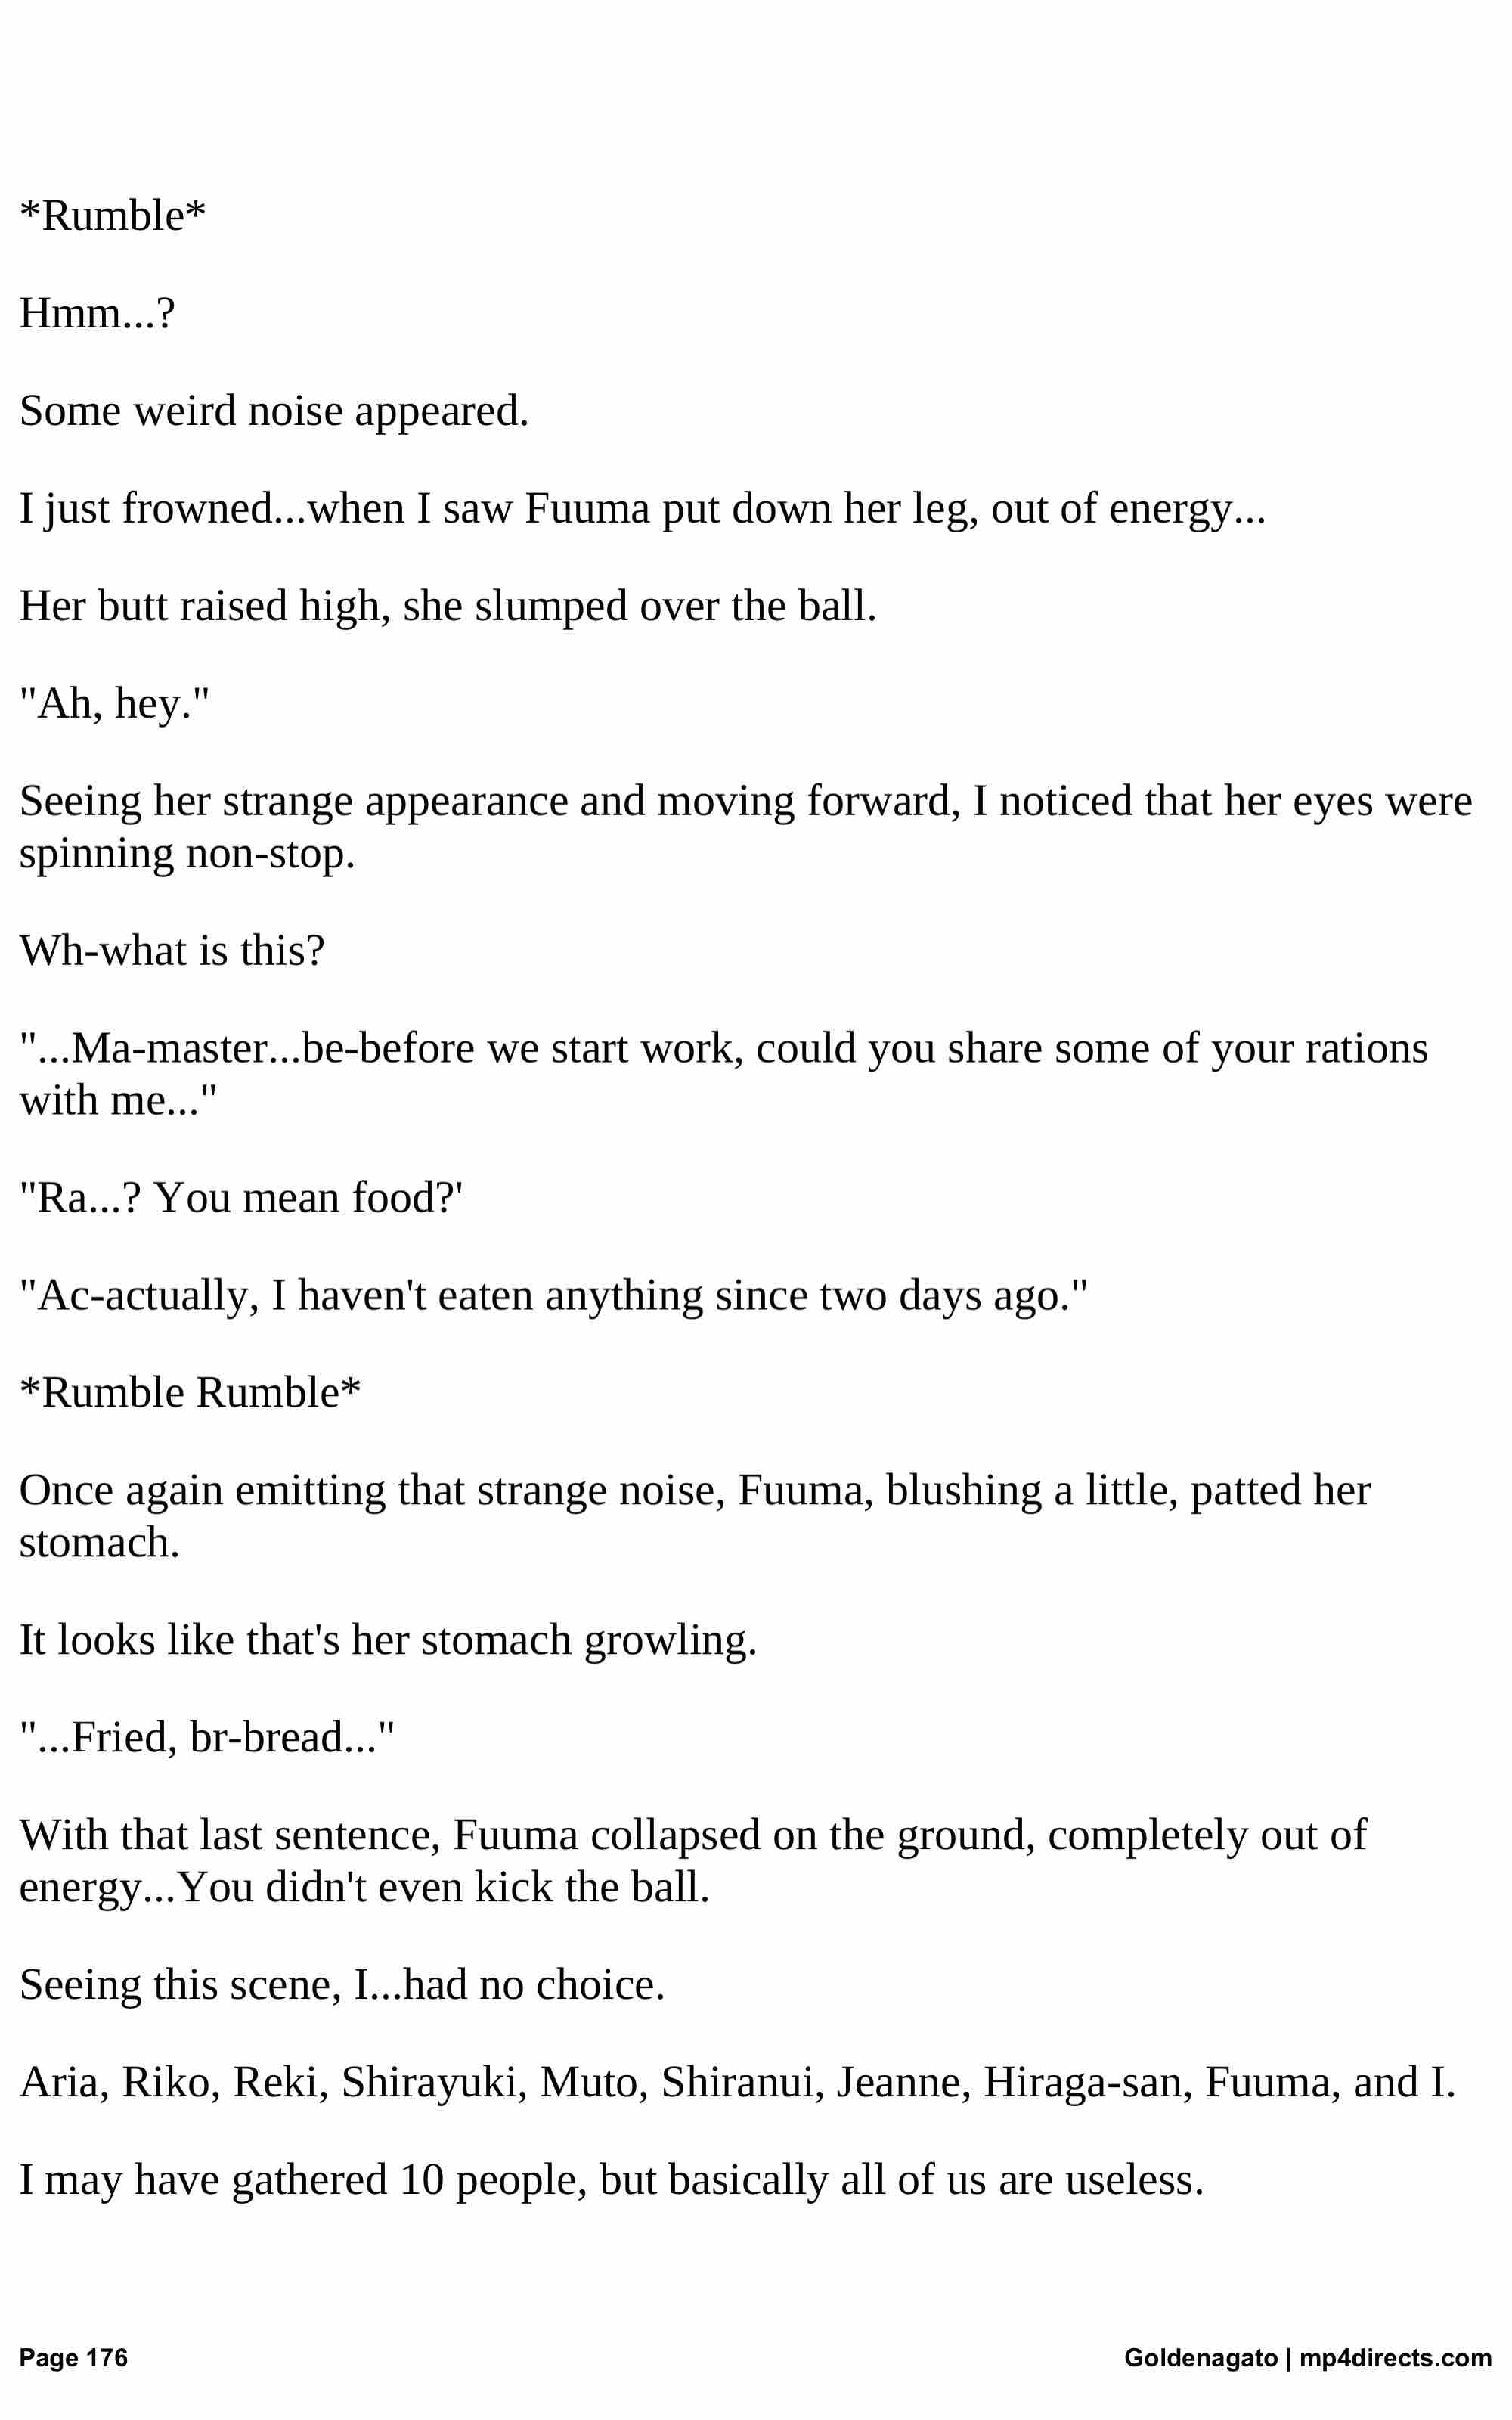 *Rumble*
Hmm...?
Some weird noise appeared.
I just frowned...when I saw Fuuma put down her leg, out of energy...
Her butt raised high, she slumped over the ball.
"Ah, hey."
Seeing her strange appearance and moving forward, I noticed that her eyes were
spinning non-stop.
Wh-what is this?
"...Ma-master...be-before we start work, could you share some of your rations
with me..."
"Ra...? You mean food?'
"Ac-actually, I haven't eaten anything since two days ago."
*Rumble Rumble*
Once again emitting that strange noise, Fuuma, blushing a little, patted her
stomach.
It looks like that's her stomach growling.
"...Fried, br-bread..."
With that last sentence, Fuuma collapsed on the ground, completely out of
energy...You didn't even kick the ball.
Seeing this scene, I...had no choice.
Aria, Riko, Reki, Shirayuki, Muto, Shiranui, Jeanne, Hiraga-san, Fuuma, and I.
I may have gathered 10 people, but basically all of us are useless.
Page 176
Goldenagato | mp4directs.com